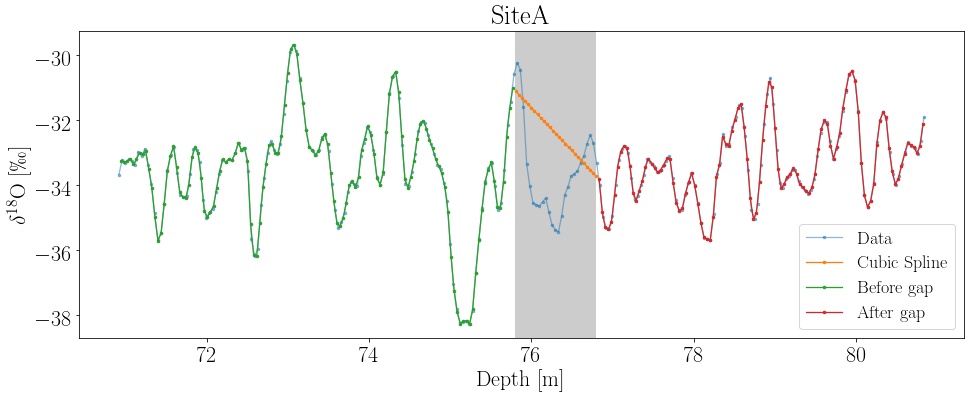 SiteA
−30
−32
−34
−36
−38
δ¹⁸O [‰]
72
74
76
78
80
Depth [m]
Data
Cubic Spline
Before gap
After gap